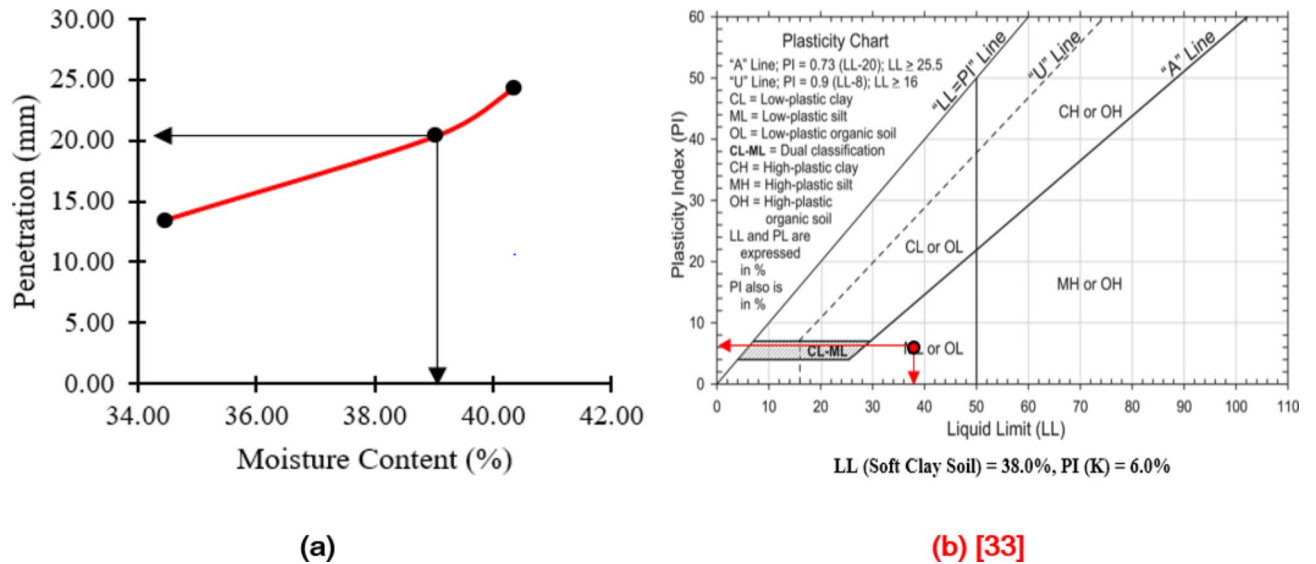 30.00
25.00
20.00
15.00
10.00
5.00
0.00
34.00 36.00 38.00 40.00 42.00
Penetration (mm)
Moisture Content (%)
(a)
60
50
40
30
20
10
0
Plasticity Index (PI)
Plasticity Chart
"A" Line; PI = 0.73 (LL-20); LL ≥ 25.5
"U" Line; PI = 0.9 (LL-8); LL ≥ 16
CL = Low-plastic clay
ML = Low-plastic silt
OL = Low-plastic organic soil
CL-ML = Dual classification
CH = High-plastic clay
MH = High-plastic silt
OH = High-plastic
organic soil
LL and PL are
expressed
in %
PI also is
in %
"LL=PI" Line
"U" Line
"A" Line
CH or OH
CL or OL
MH or OH
CL-ML
or OL
0 10 20 30 40 50 60 70 80 90 100 110
Liquid Limit (LL)
LL (Soft Clay Soil) = 38.0%, PI (K) = 6.0%
(b) [33]